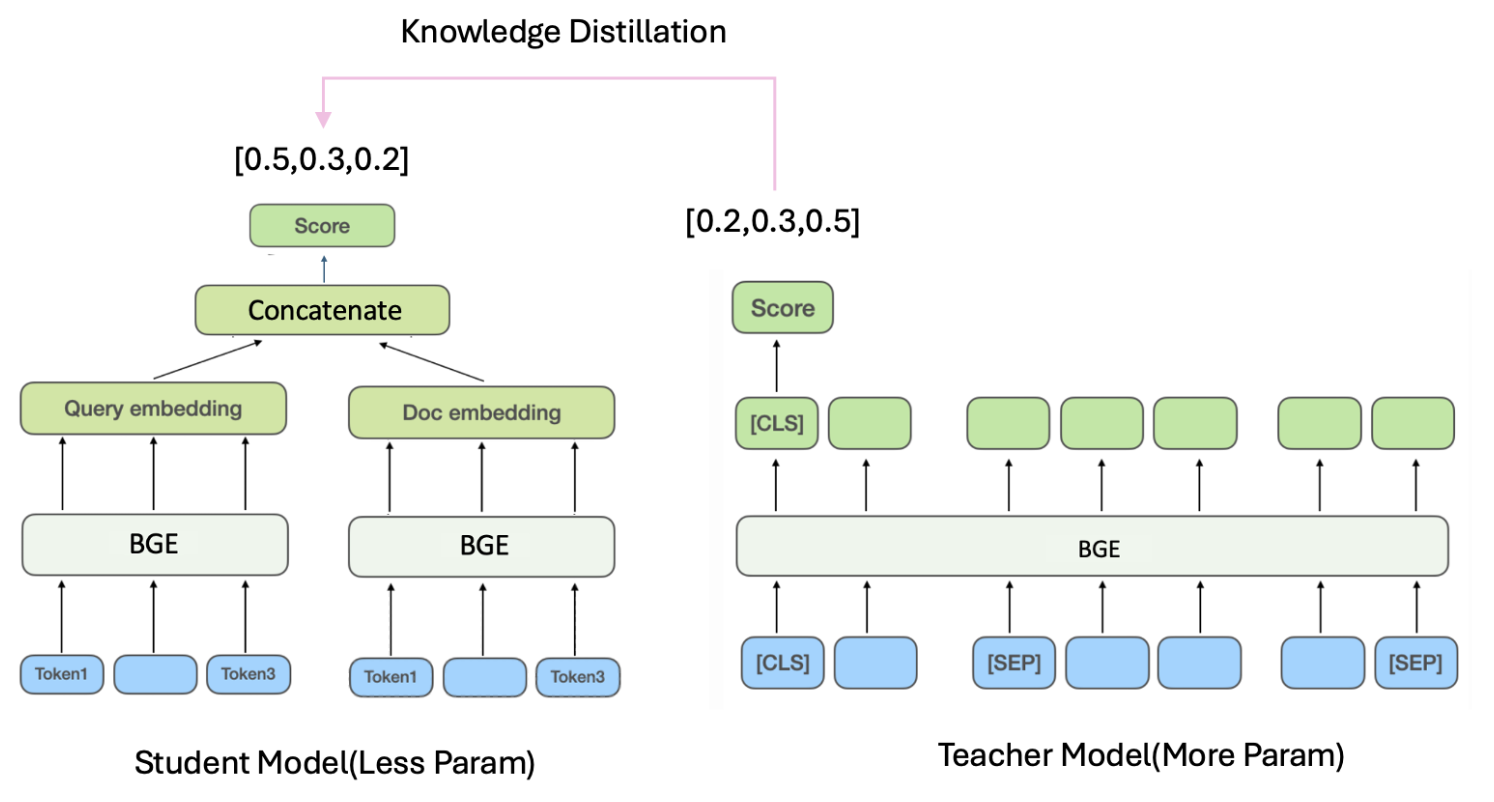 Knowledge Distillation
[0.5,0.3,0.2]
[0.2,0.3,0.5]
Score
Concatenate
Query embedding
Doc embedding
BGE
BGE
Token1
Token3
Token1
Token3
Student Model(Less Param)
Score
[CLS]
BGE
[CLS]
[SEP]
[SEP]
Teacher Model(More Param)